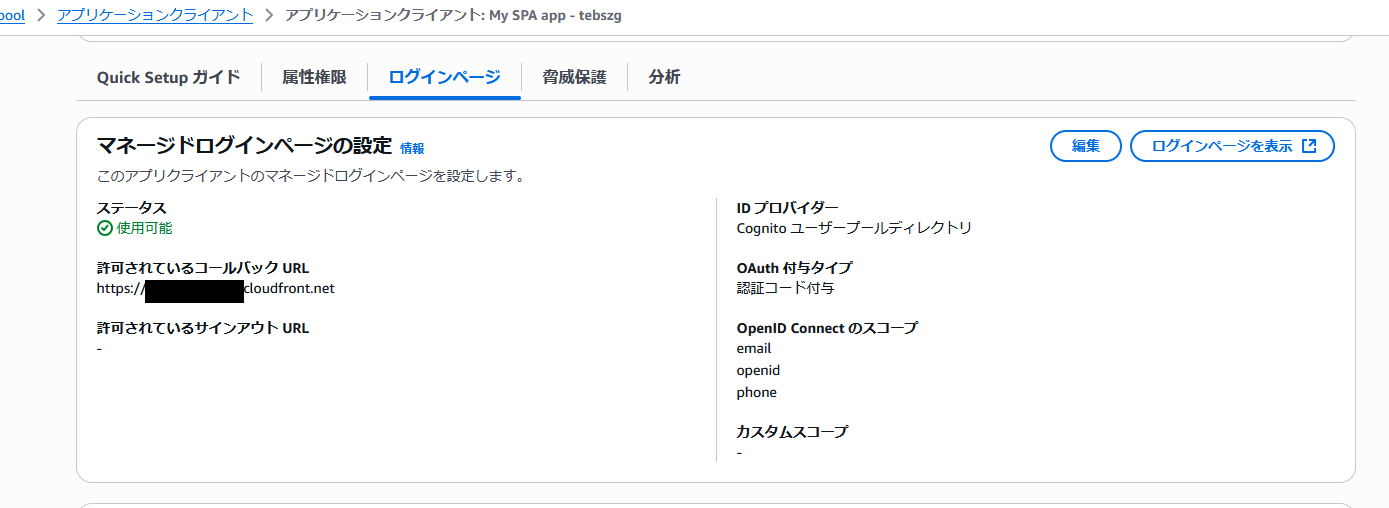 pool > アプリケーションクライアント > アプリケーションクライアント: My SPA app - tebszg
Quick Setup ガイド
属性権限
ログインページ
脅威保護
分析
マネージドログインページの設定 情報
編集
ログインページを表示
このアプリクライアントのマネージドログインページを設定します。
ステータス
使用可能
許可されているコールバック URL
https://
cloudfront.net
許可されているサインアウト URL
-
ID プロバイダー
Cognito ユーザープールディレクトリ
OAuth 付与タイプ
認証コード付与
OpenID Connect のスコープ
email
openid
phone
カスタムスコープ
-